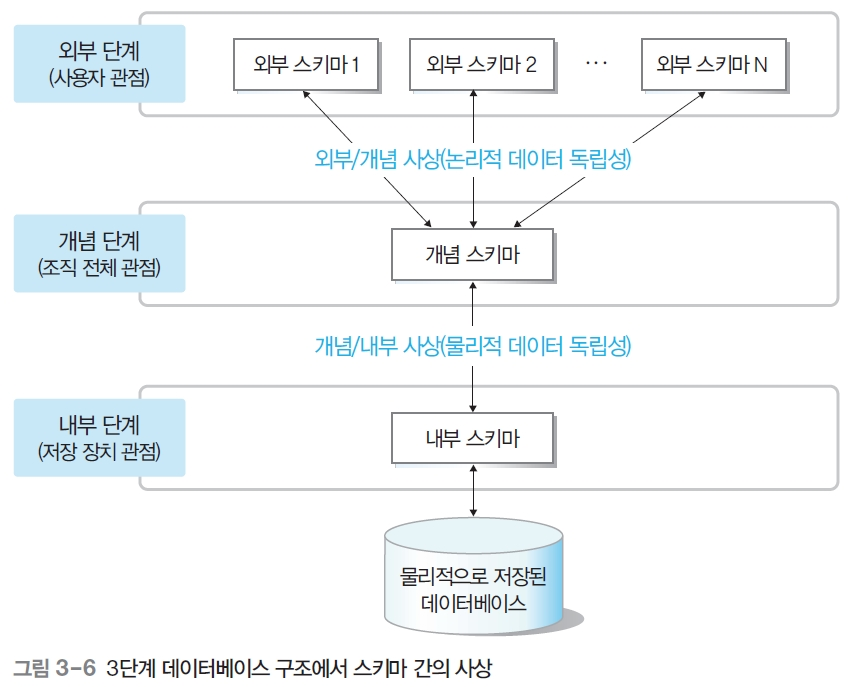 외부 단계
(사용자 관점)
외부 스키마 1
외부 스키마 2
···
외부 스키마 N
외부/개념 사상(논리적 데이터 독립성)
개념 단계
(조직 전체 관점)
개념 스키마
개념/내부 사상(물리적 데이터 독립성)
내부 단계
(저장 장치 관점)
내부 스키마
물리적으로 저장된
데이터베이스
그림 3-6 3단계 데이터베이스 구조에서 스키마 간의 사상